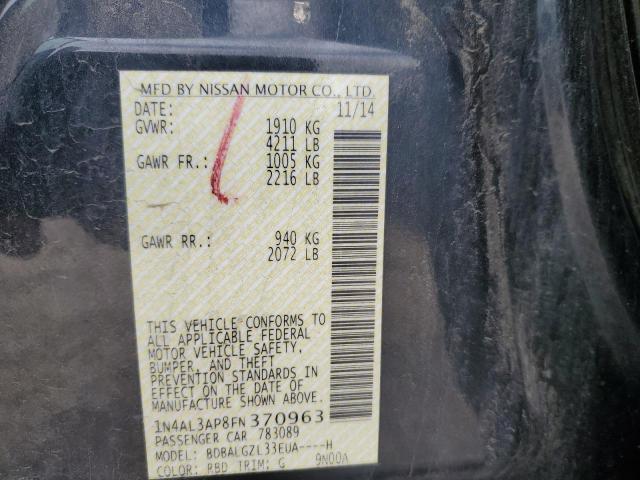 MFD BY NISSAN MOTOR CO., LTD.
DATE: 11/14
GVWR: 1910 KG
4211 LB
GAWR FR.: 1005 KG
2216 LB
GAWR RR.: 940 KG
2072 LB
THIS VEHICLE CONFORMS TO
ALL APPLICABLE FEDERAL
MOTOR VEHICLE SAFETY,
BUMPER, AND THEFT
PREVENTION STANDARDS IN
EFFECT ON THE DATE OF
MANUFACTURE SHOWN ABOVE.
1N4AL3AP8FN370963
PASSENGER CAR 783089
MODEL: BDBALGZL33EUA----H
COLOR: RBD TRIM: G 9N00A